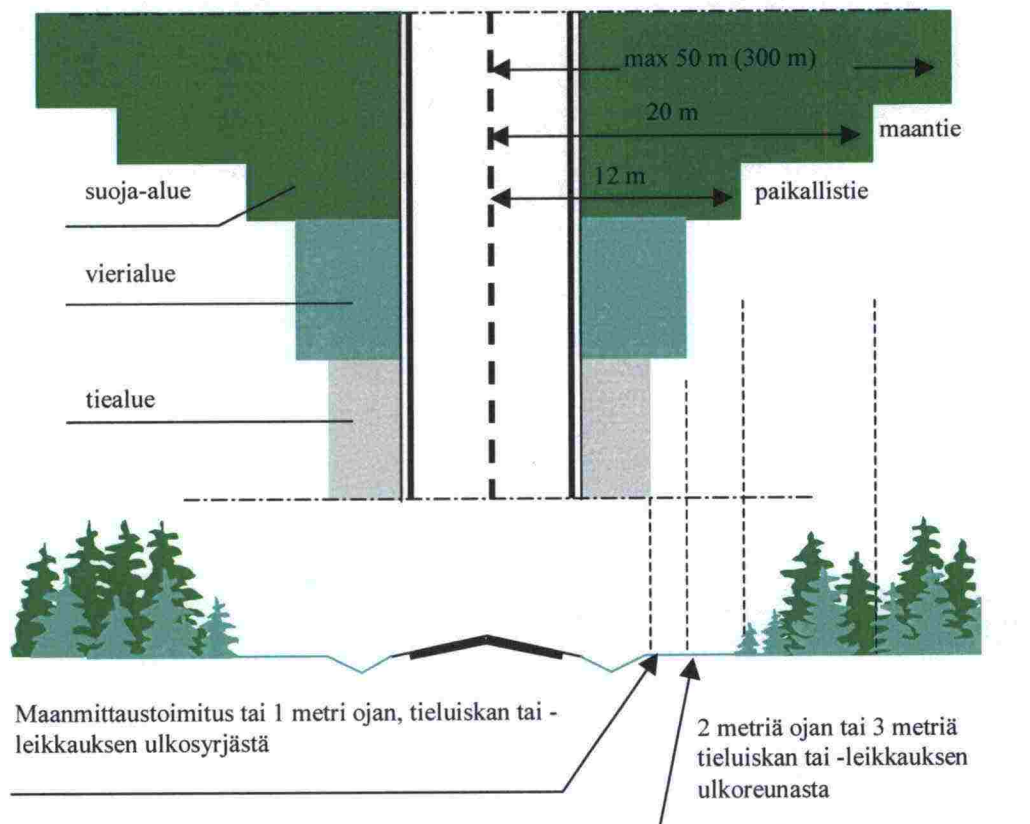 max 50 m (300 m)
20 m
maantie
12 m
paikallistie
suoja-alue
vierialue
tiealue
Maanmittaustoimitus tai 1 metri ojan, tieluiskan tai -
leikkauksen ulkosyrjästä
2 metriä ojan tai 3 metriä
tieluiskan tai -leikkauksen
ulkoreunasta